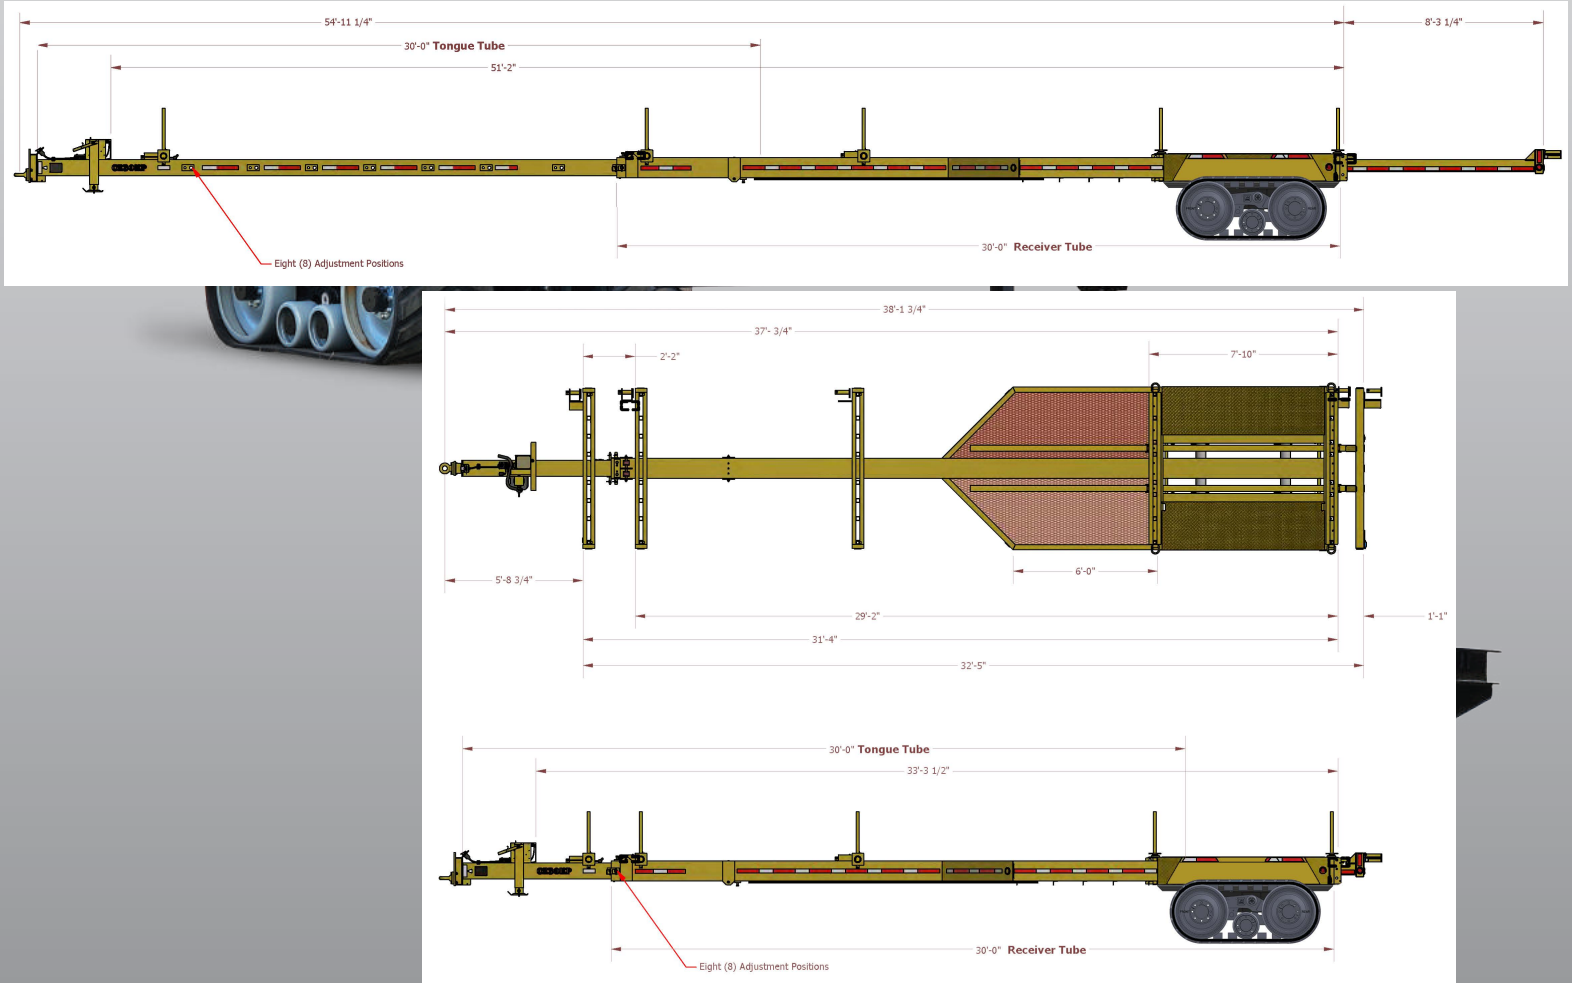 54'-11 1/4"
8'-3 1/4"
30'-0" Tongue Tube
51'-2"
30'-0" Receiver Tube
Eight (8) Adjustment Positions
38'-1 3/4"
37'- 3/4"
2'-2"
7'-10"
5'-8 3/4"
6'-0"
29'-2"
1'-1"
31'-4"
32'-5"
30'-0" Tongue Tube
33'-3 1/2"
30'-0" Receiver Tube
Eight (8) Adjustment Positions